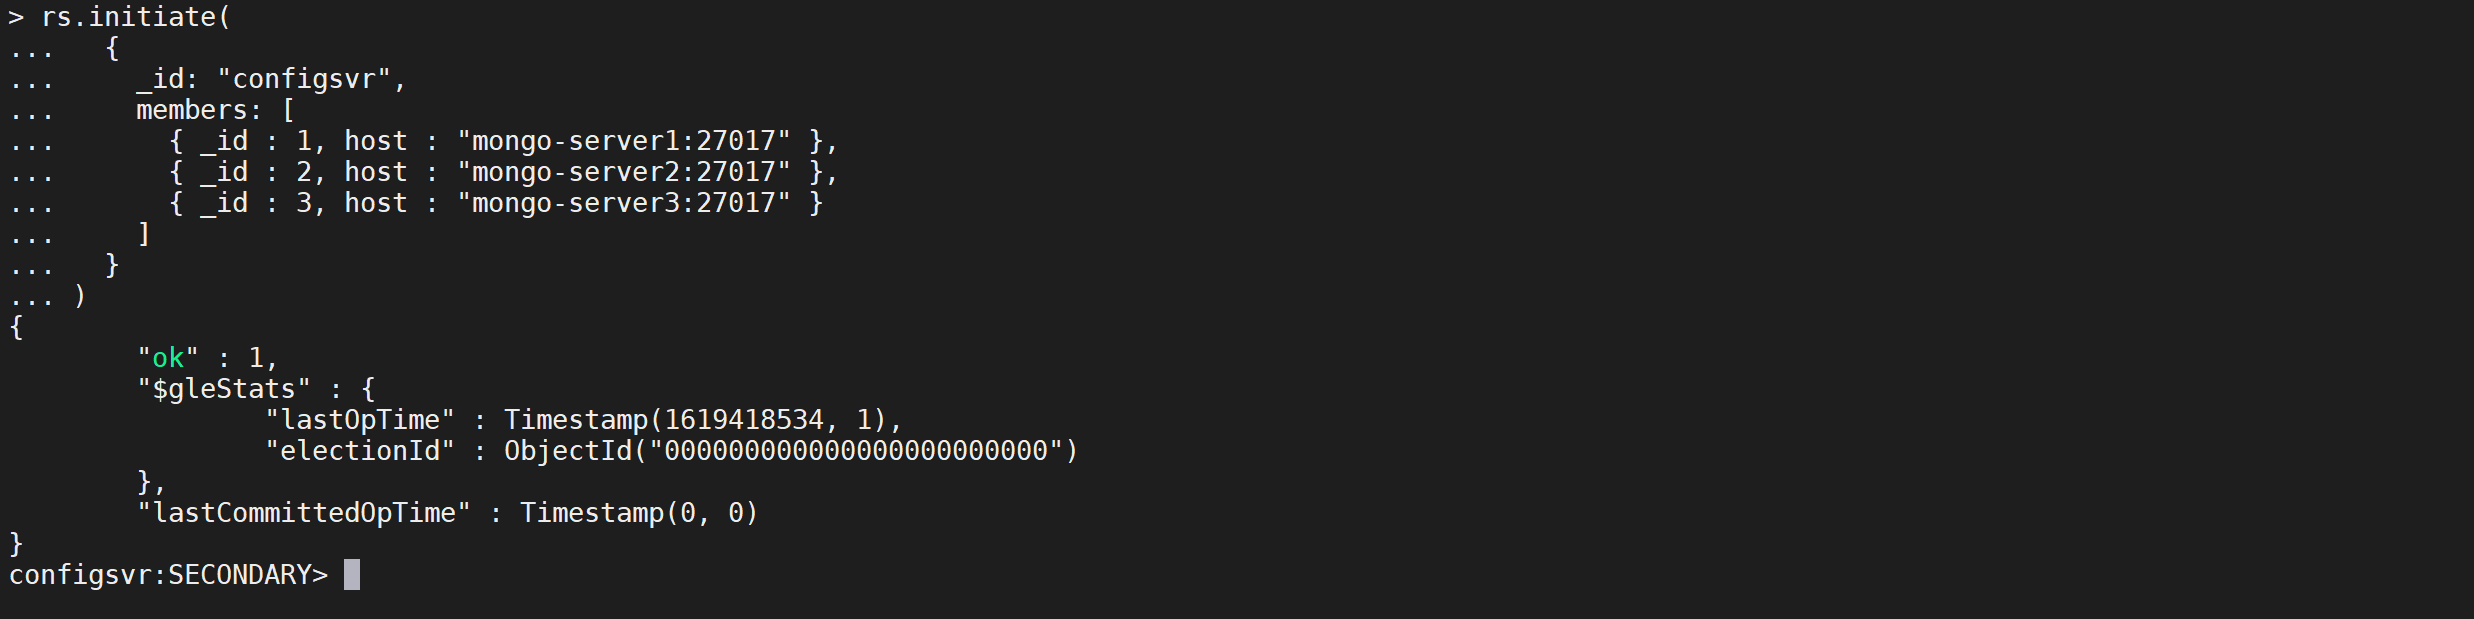 > rs.initiate(
...   {
...     _id: "configsvr",
...     members: [
...       { _id : 1, host : "mongo-server1:27017" },
...       { _id : 2, host : "mongo-server2:27017" },
...       { _id : 3, host : "mongo-server3:27017" }
...     ]
...   }
... )
{
        "ok" : 1,
        "$gleStats" : {
                "lastOpTime" : Timestamp(1619418534, 1),
                "electionId" : ObjectId("000000000000000000000000")
        },
        "lastCommittedOpTime" : Timestamp(0, 0)
}
configsvr:SECONDARY>